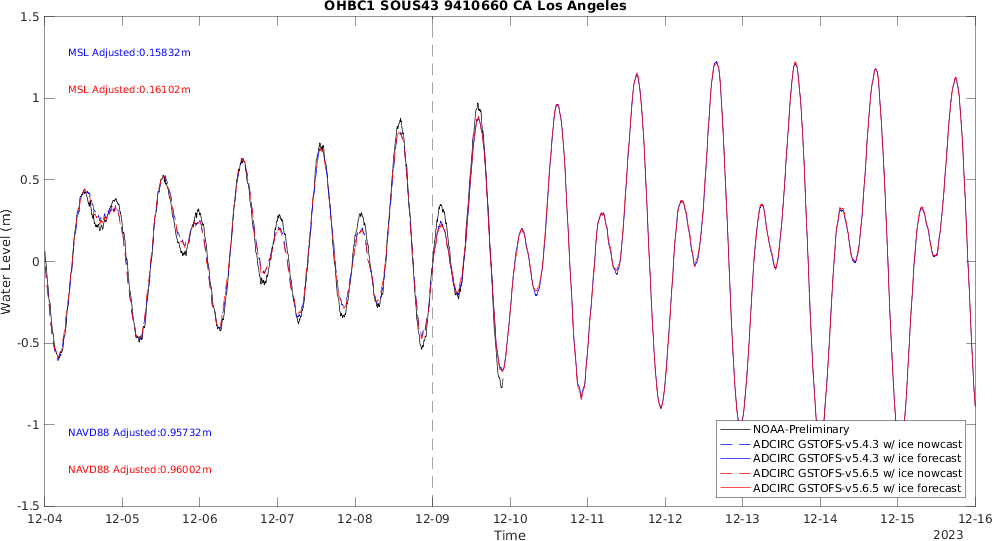 OHBC1 SOUS43 9410660 CA Los Angeles
1.5
MSL Adjusted:0.15832m
MSL Adjusted:0.16102m
1
0.5
0
-0.5
-1
-1.5
Water Level (m)
NAVD88 Adjusted:0.95732m
NAVD88 Adjusted:0.96002m
NOAA-Preliminary
ADCIRC GSTOFS-v5.4.3 w/ ice nowcast
ADCIRC GSTOFS-v5.4.3 w/ ice forecast
ADCIRC GSTOFS-v5.6.5 w/ ice nowcast
ADCIRC GSTOFS-v5.6.5 w/ ice forecast
12-04 12-05 12-06 12-07 12-08 12-09 12-10 12-11 12-12 12-13 12-14 12-15 12-16
Time
2023